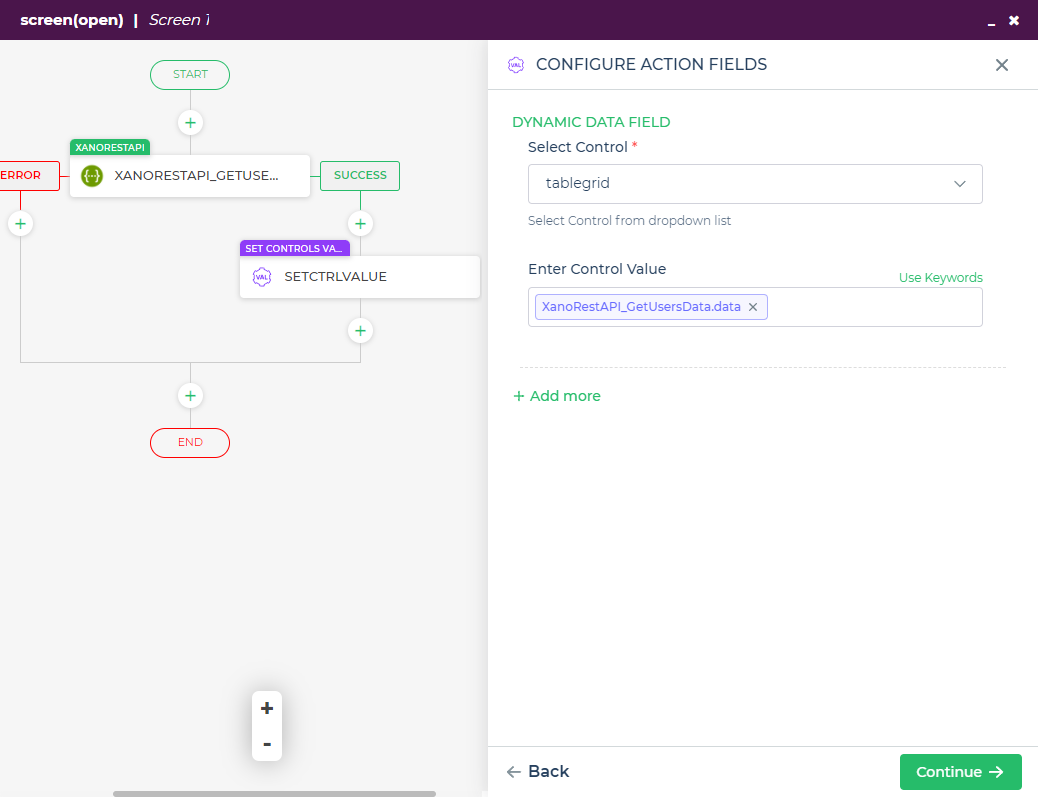 screen(open) | Screen 1
START
+
XANORESTAPI
ERROR
XANORESTAPI_GETUSE...
SUCCESS
+
+
SET CONTROLS VA...
VAL
SETCTRLVALUE
+
+
END
+
-
VAL
CONFIGURE ACTION FIELDS
DYNAMIC DATA FIELD
Select Control *
tablegrid
Select Control from dropdown list
Enter Control Value
Use Keywords
XanoRestAPI_GetUsersData.data
+ Add more
Back
Continue